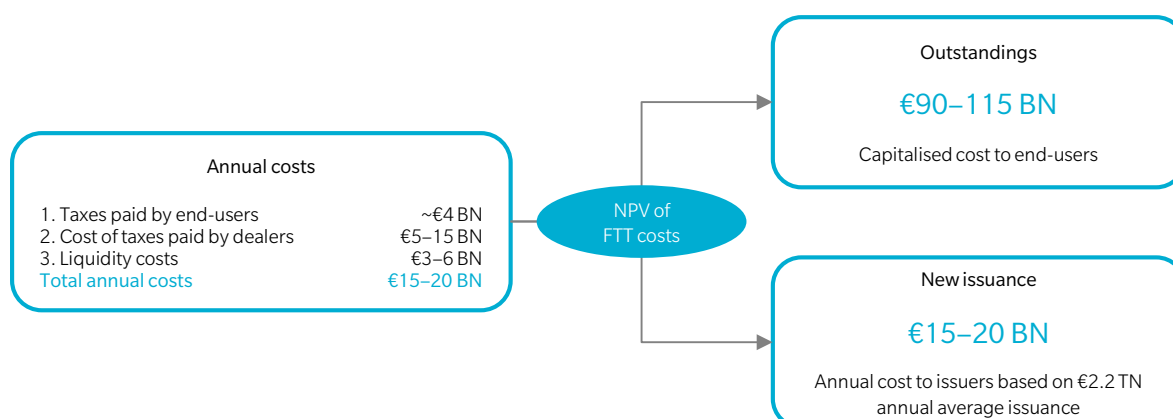 Annual costs
1. Taxes paid by end-users ~€4 BN
2. Cost of taxes paid by dealers €5–15 BN
3. Liquidity costs €3–6 BN
Total annual costs €15–20 BN
NPV of
FTT costs
Outstandings
€90–115 BN
Capitalised cost to end-users
New issuance
€15–20 BN
Annual cost to issuers based on €2.2 TN
annual average issuance